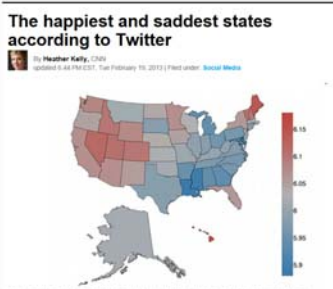 The happiest and saddest states
according to Twitter
By Heather Kelly, CNN
updated 6:44 PM EST, Tue February 19, 2013 | Filed under: Social Media
6.15
6.1
6.05
6
5.95
5.9